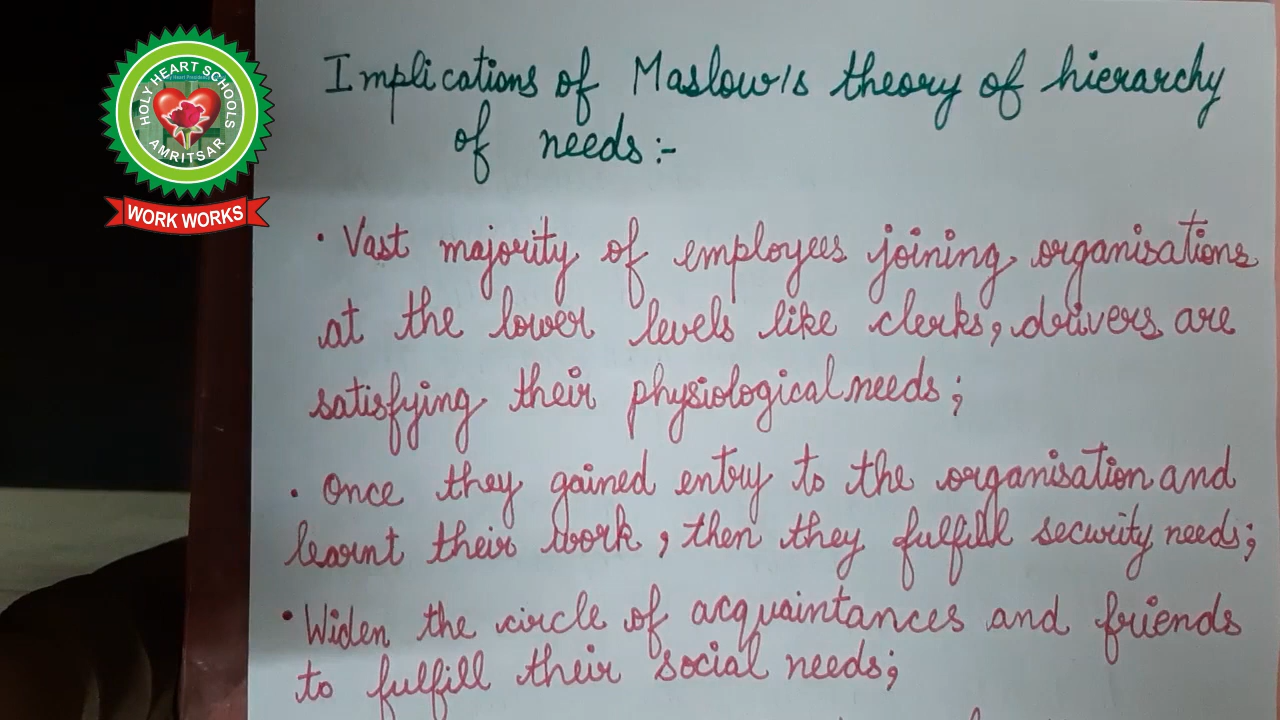 HOLY HEART SCHOOLS
AMRITSAR
WORK WORKS
Implications of Maslow's theory of hierarchy
of needs:-
• Vast majority of employees joining organisations
at the lower levels like clerks, drivers are
satisfying their physiological needs;
• Once they gained entry to the organisation and
learnt their work, then they fulfill security needs;
• Widen the circle of acquaintances and friends
to fulfill their social needs;